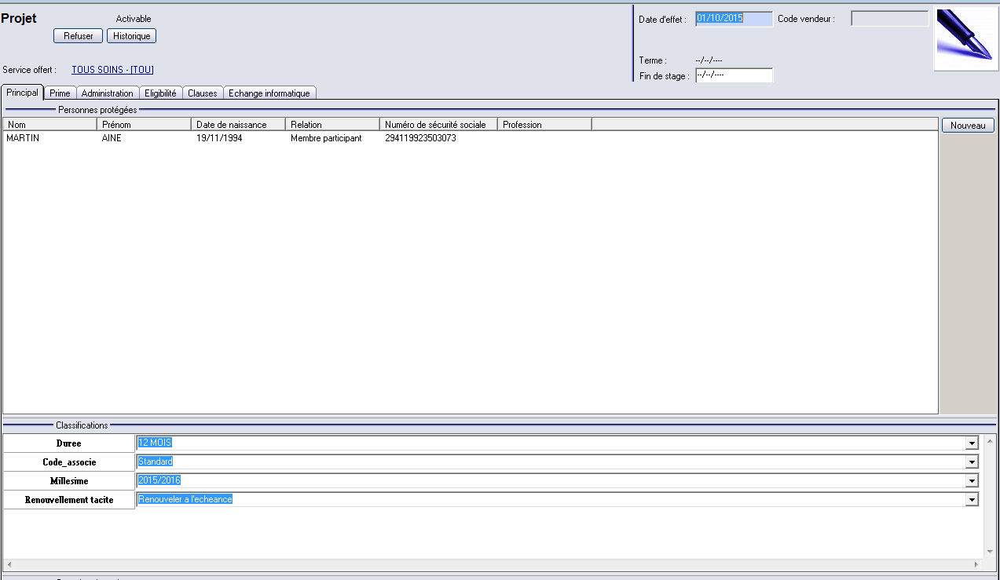 Projet Activable
Refuser Historique
Date d'effet : 01/10/2015 Code vendeur :
Terme : --/--/----
Service offert : TOUS SOINS - [TOU]
Fin de stage : --/--/----
Principal Prime Administration Eligibilité Clauses Echange informatique
Personnes protégées
Nom Prénom Date de naissance Relation Numéro de sécurité sociale Profession
Nouveau
MARTIN AINE 19/11/1994 Membre participant 294119923503073
Classifications
Duree 12 MOIS
Code_associe Standard
Millesime 2015/2016
Renouvellement tacite Renouveler a l'echeance